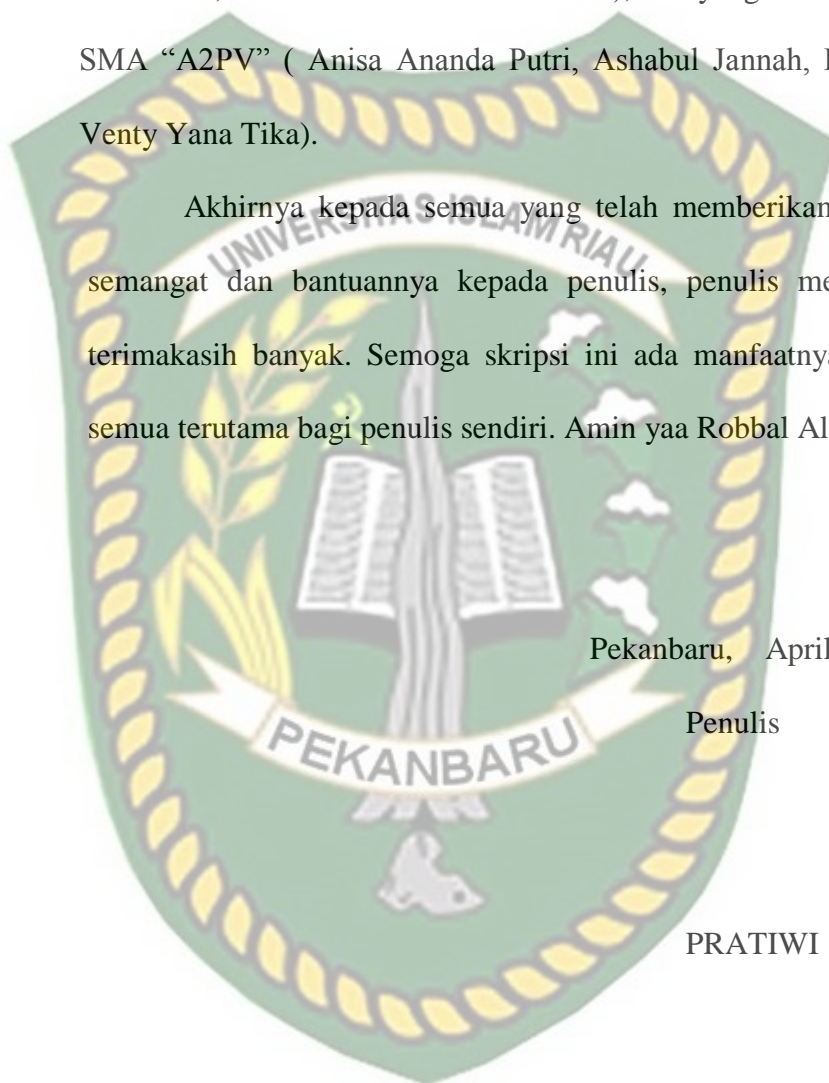 SMA “A2PV” ( Anisa Ananda Putri, Ashabul Jannah,
Venty Yana Tika).
Akhirnya kepada semua yang telah memberikan
semangat dan bantuannya kepada penulis, penulis
terimakasih banyak. Semoga skripsi ini ada manfaatnya
semua terutama bagi penulis sendiri. Amin yaa Robbal
UNIVERSITAS ISLAM RIAU
Pekanbaru, April
Penulis
PEKANBARU
PRATIWI